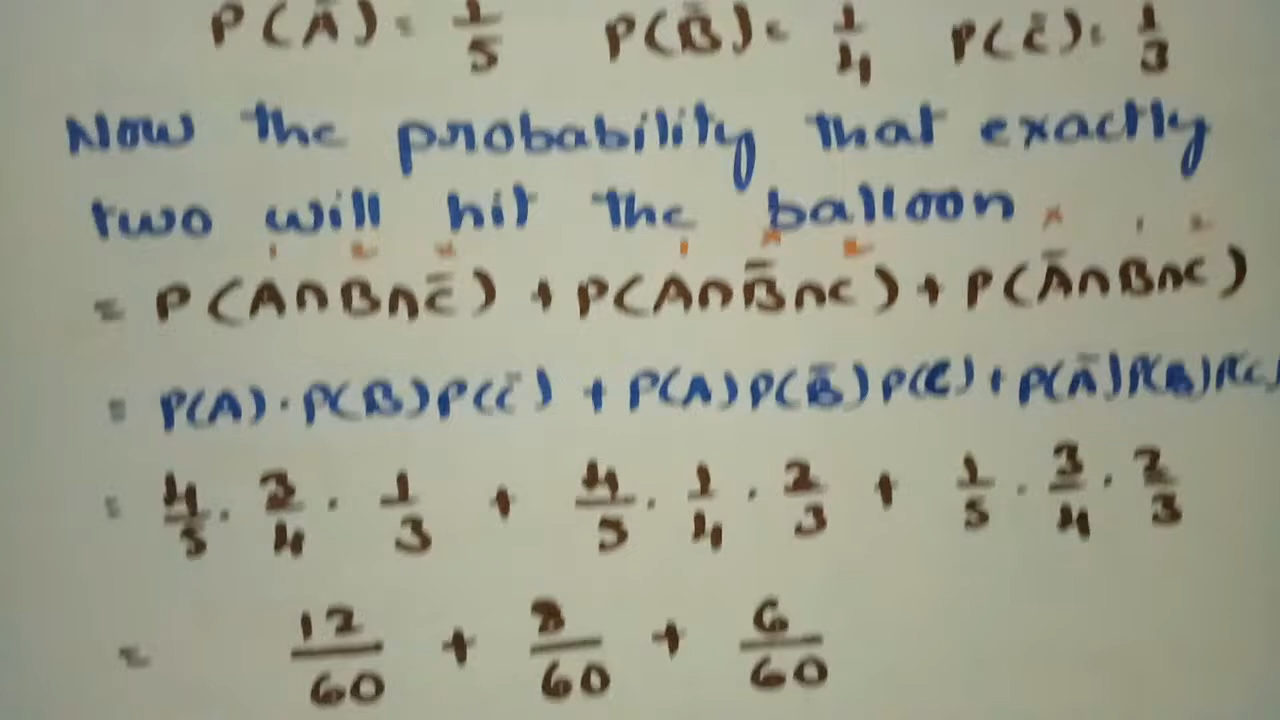 P(Ā) = 1/5 P(B̄) = 1/4 P(C̄) = 1/3
Now the probability that exactly
two will hit the balloon
= P(A∩B∩C̄) + P(A∩B̄∩C) + P(Ā∩B∩C)
= P(A)·P(B)P(C̄) + P(A)P(B̄)P(C) + P(Ā)P(B)P(C)
= 4/5 · 3/4 · 1/3 + 4/5 · 1/4 · 2/3 + 1/5 · 3/4 · 2/3
= 12/60 + 8/60 + 6/60